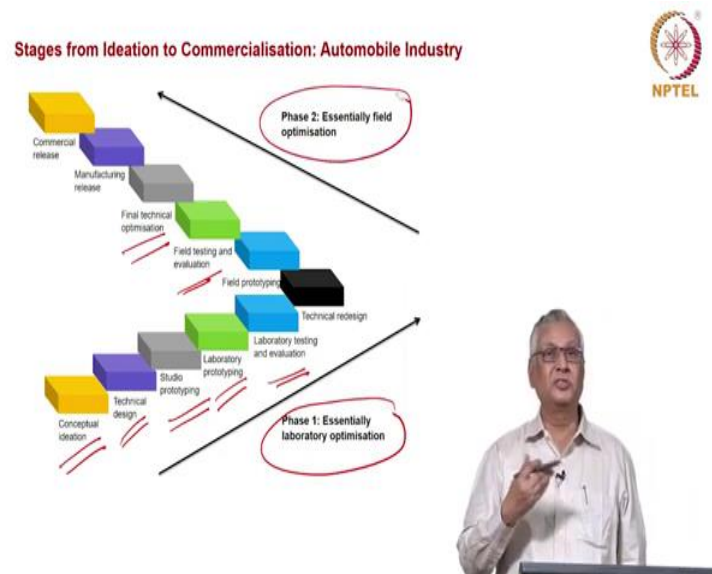 Stages from Ideation to Commercialisation: Automobile Industry
NPTEL
Phase 2: Essentially field
optimisation
Commercial
release
Manufacturing
release
Final technical
optimisation
Field testing and
evaluation
Field prototyping
Technical redesign
Laboratory testing
and evaluation
Laboratory
prototyping
Studio
prototyping
Technical
design
Conceptual
ideation
Phase 1: Essentially
laboratory optimisation